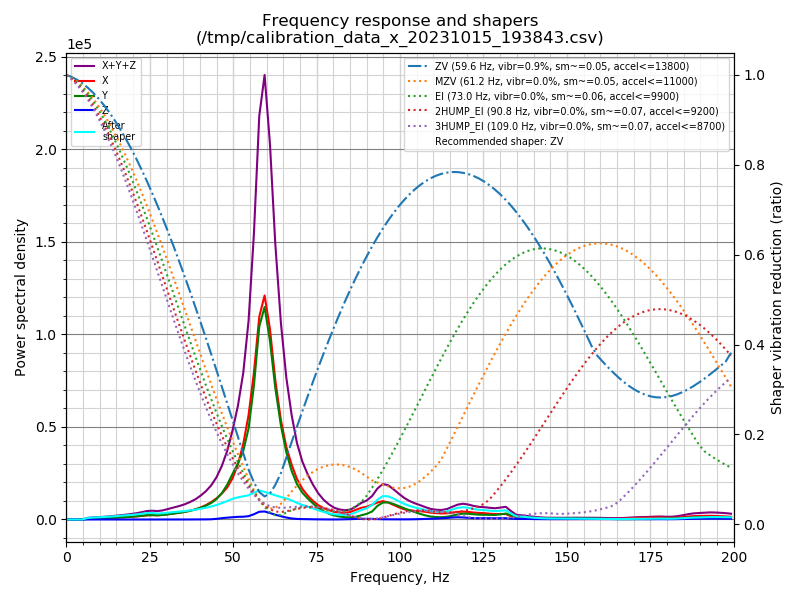 Frequency response and shapers
(/tmp/calibration_data_x_20231015_193843.csv)
1e5
2.5
2.0
1.5
1.0
0.5
0.0
Power spectral density
X+Y+Z
X
Y
Z
After
shaper
ZV (59.6 Hz, vibr=0.9%, sm~=0.05, accel<=13800)
MZV (61.2 Hz, vibr=0.0%, sm~=0.05, accel<=11000)
EI (73.0 Hz, vibr=0.0%, sm~=0.06, accel<=9900)
2HUMP_EI (90.8 Hz, vibr=0.0%, sm~=0.07, accel<=9200)
3HUMP_EI (109.0 Hz, vibr=0.0%, sm~=0.07, accel<=8700)
Recommended shaper: ZV
1.0
0.8
0.6
0.4
0.2
0.0
Shaper vibration reduction (ratio)
0 25 50 75 100 125 150 175 200
Frequency, Hz